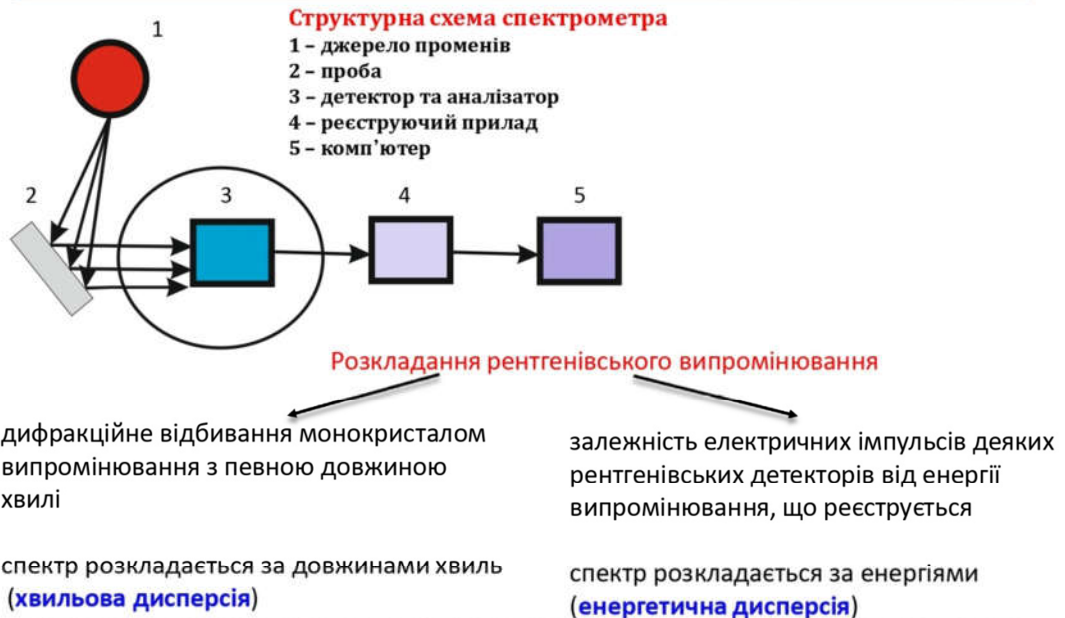 Структурна схема спектрометра
1 – джерело променів
2 – проба
3 – детектор та аналізатор
4 – реєструючий прилад
5 – комп’ютер
1
2
3
4
5
Розкладання рентгенівського випромінювання
дифракційне відбивання монокристалом
випромінювання з певною довжиною
хвилі
спектр розкладається за довжинами хвиль
(хвильова дисперсія)
залежність електричних імпульсів деяких
рентгенівських детекторів від енергії
випромінювання, що реєструється
спектр розкладається за енергіями
(енергетична дисперсія)